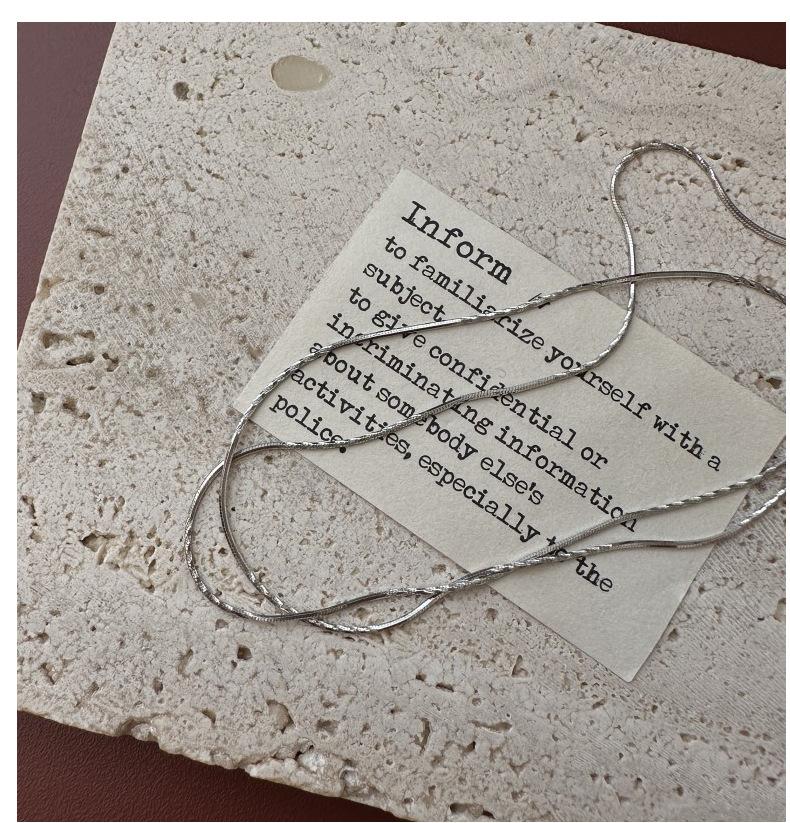 Inform
to familiarize yourself with a
subject.
to give confidential or
incriminating information
about somebody else's
activities, especially to the
police.